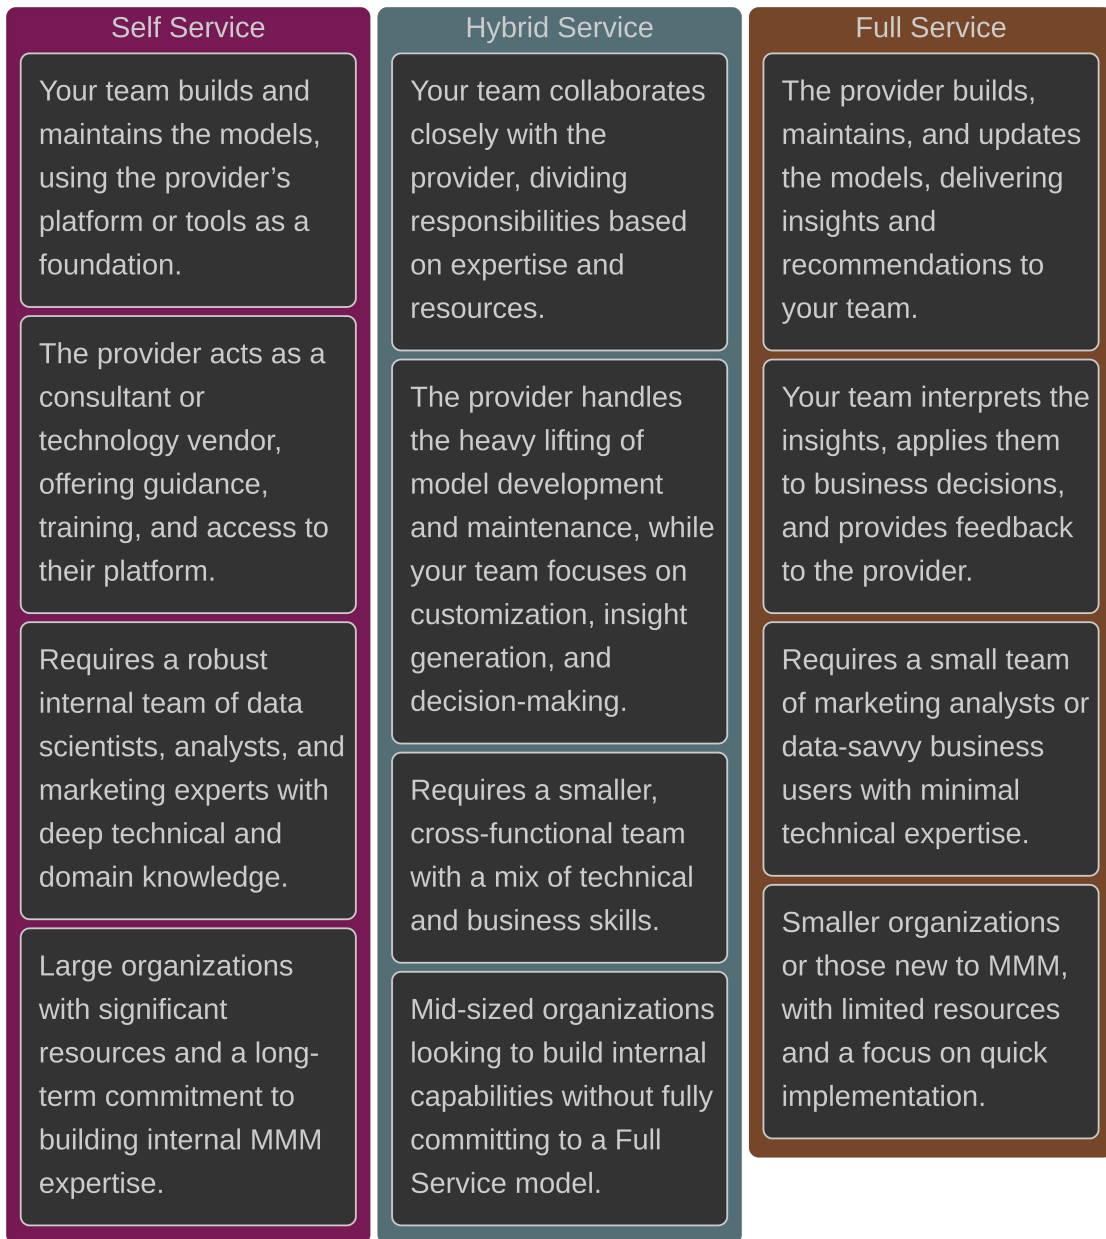 Self Service
Your team builds and
maintains the models,
using the provider’s
platform or tools as a
foundation.
The provider acts as a
consultant or
technology vendor,
offering guidance,
training, and access to
their platform.
Requires a robust
internal team of data
scientists, analysts, and
marketing experts with
deep technical and
domain knowledge.
Large organizations
with significant
resources and a long-
term commitment to
building internal MMM
expertise.
Hybrid Service
Your team collaborates
closely with the
provider, dividing
responsibilities based
on expertise and
resources.
The provider handles
the heavy lifting of
model development
and maintenance, while
your team focuses on
customization, insight
generation, and
decision-making.
Requires a smaller,
cross-functional team
with a mix of technical
and business skills.
Mid-sized organizations
looking to build internal
capabilities without fully
committing to a Full
Service model.
Full Service
The provider builds,
maintains, and updates
the models, delivering
insights and
recommendations to
your team.
Your team interprets the
insights, applies them
to business decisions,
and provides feedback
to the provider.
Requires a small team
of marketing analysts or
data-savvy business
users with minimal
technical expertise.
Smaller organizations
or those new to MMM,
with limited resources
and a focus on quick
implementation.